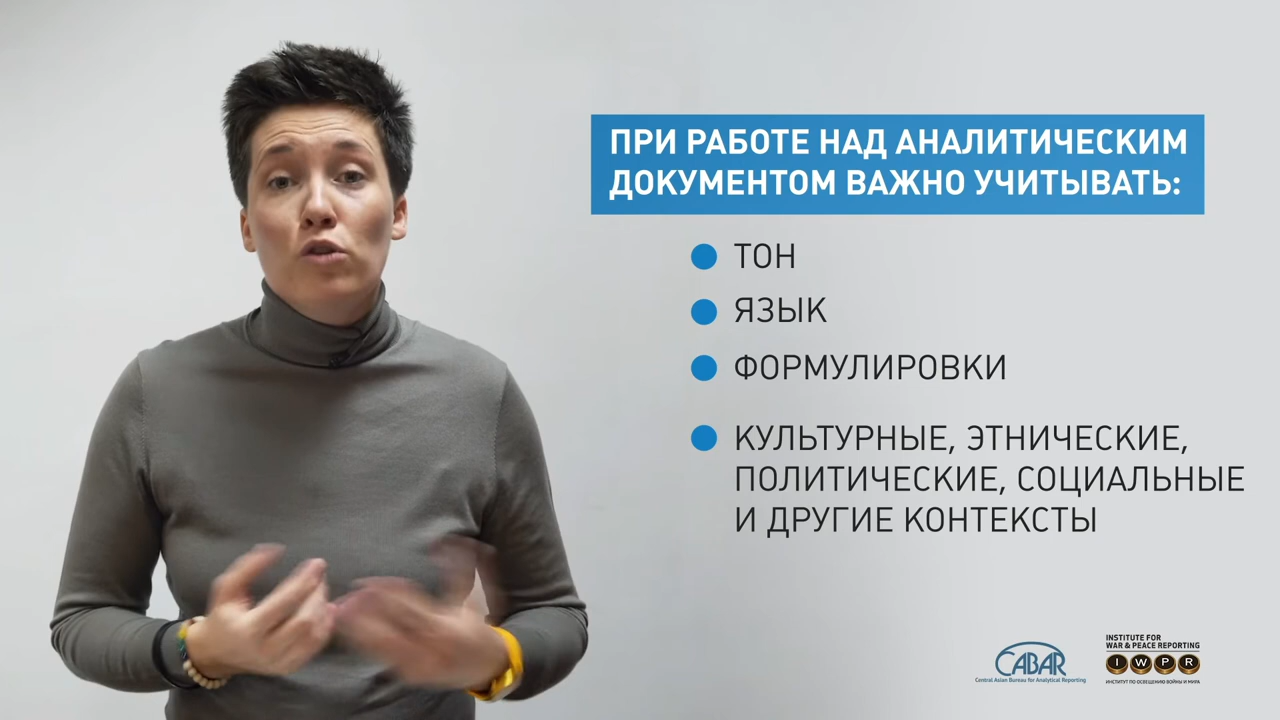 ПРИ РАБОТЕ НАД АНАЛИТИЧЕСКИМ
ДОКУМЕНТОМ ВАЖНО УЧИТЫВАТЬ:
ТОН
ЯЗЫК
ФОРМУЛИРОВКИ
КУЛЬТУРНЫЕ, ЭТНИЧЕСКИЕ,
ПОЛИТИЧЕСКИЕ, СОЦИАЛЬНЫЕ
И ДРУГИЕ КОНТЕКСТЫ
CABAR
Central Asian Bureau for Analytical Reporting
INSTITUTE FOR
WAR & PEACE REPORTING
IWPR
ИНСТИТУТ ПО ОСВЕЩЕНИЮ ВОЙНЫ И МИРА